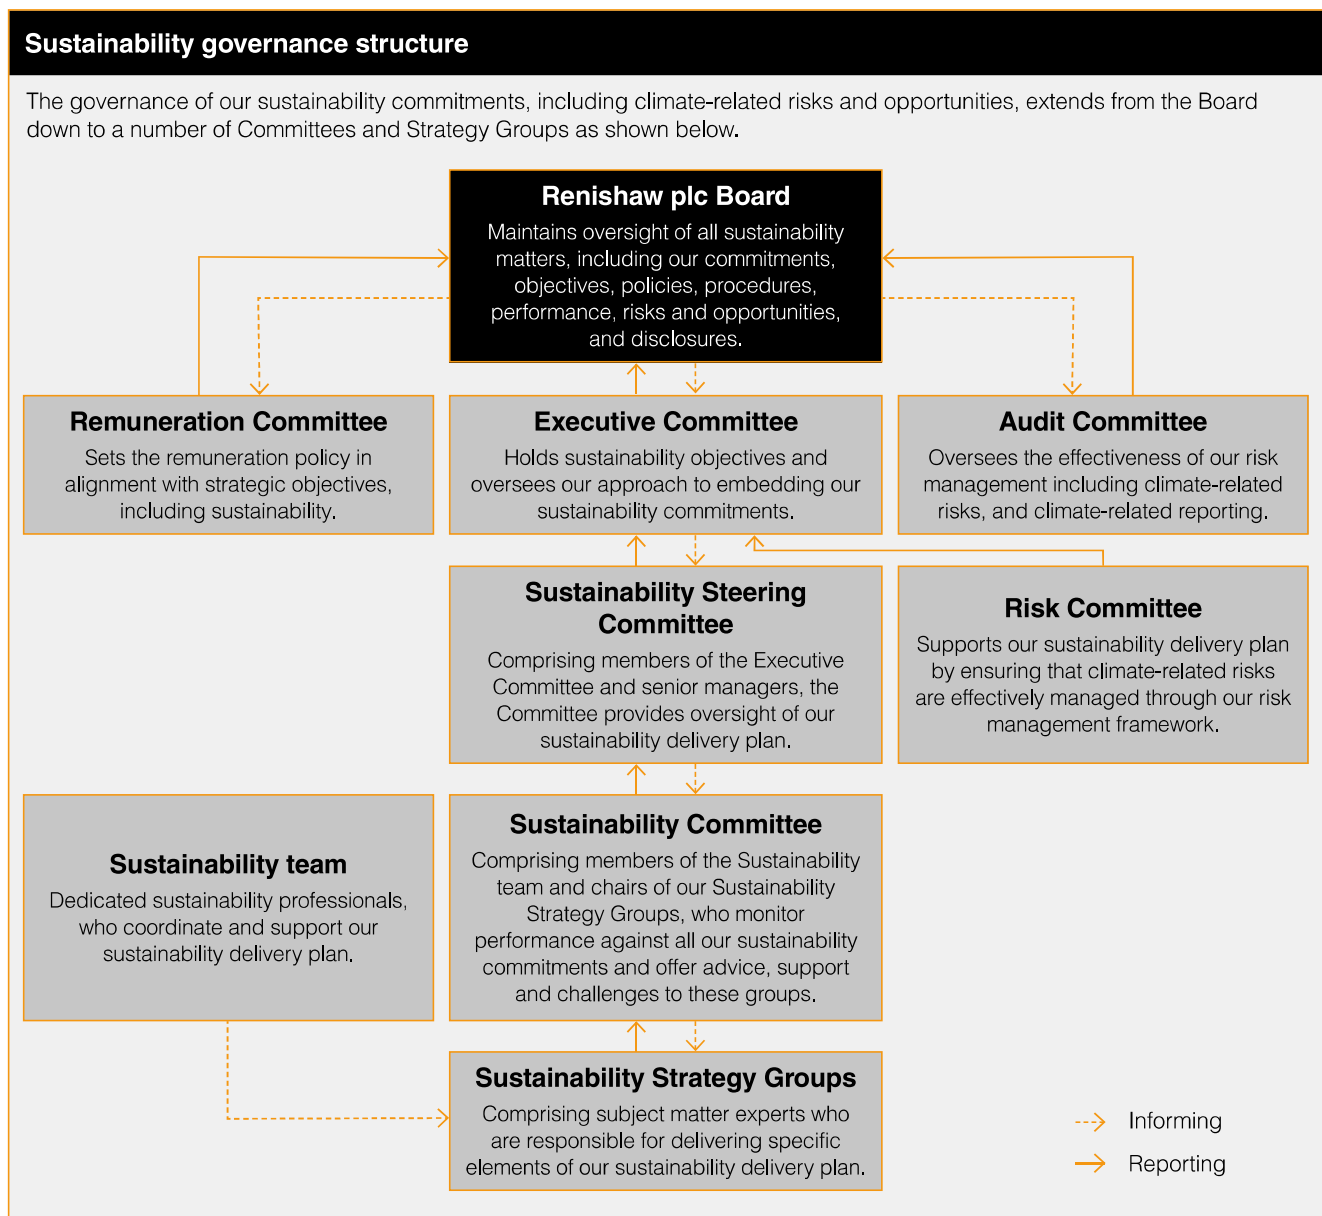 Sustainability governance structure
The governance of our sustainability commitments, including climate-related risks and opportunities, extends from the Board
down to a number of Committees and Strategy Groups as shown below.
Renishaw plc Board
Maintains oversight of all sustainability
matters, including our commitments,
objectives, policies, procedures,
performance, risks and opportunities,
and disclosures.
Remuneration Committee
Sets the remuneration policy in
alignment with strategic objectives,
including sustainability.
Executive Committee
Holds sustainability objectives and
oversees our approach to embedding our
sustainability commitments.
Audit Committee
Oversees the effectiveness of our risk
management including climate-related
risks, and climate-related reporting.
Sustainability Steering
Committee
Comprising members of the Executive
Committee and senior managers, the
Committee provides oversight of our
sustainability delivery plan.
Risk Committee
Supports our sustainability delivery plan
by ensuring that climate-related risks
are effectively managed through our risk
management framework.
Sustainability team
Dedicated sustainability professionals,
who coordinate and support our
sustainability delivery plan.
Sustainability Committee
Comprising members of the Sustainability
team and chairs of our Sustainability
Strategy Groups, who monitor
performance against all our sustainability
commitments and offer advice, support
and challenges to these groups.
Sustainability Strategy Groups
Comprising subject matter experts who
are responsible for delivering specific
elements of our sustainability delivery plan.
Informing
Reporting